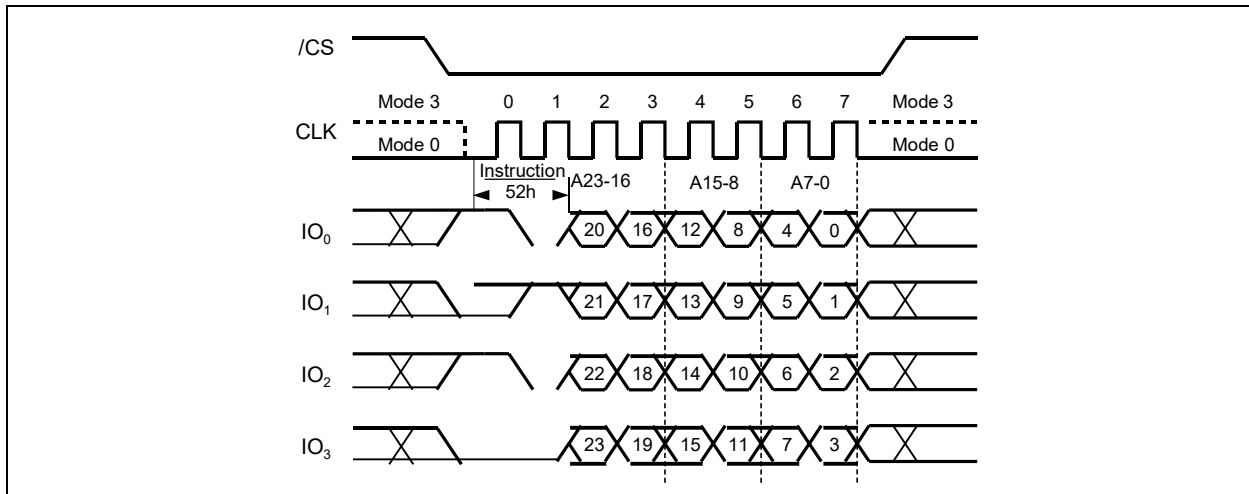 /CS
Mode 3 0 1 2 3 4 5 6 7 Mode 3
CLK
Mode 0 Mode 0
Instruction
52h
A23-16 A15-8 A7-0
IO0 20 16 12 8 4 0
IO1 21 17 13 9 5 1
IO2 22 18 14 10 6 2
IO3 23 19 15 11 7 3